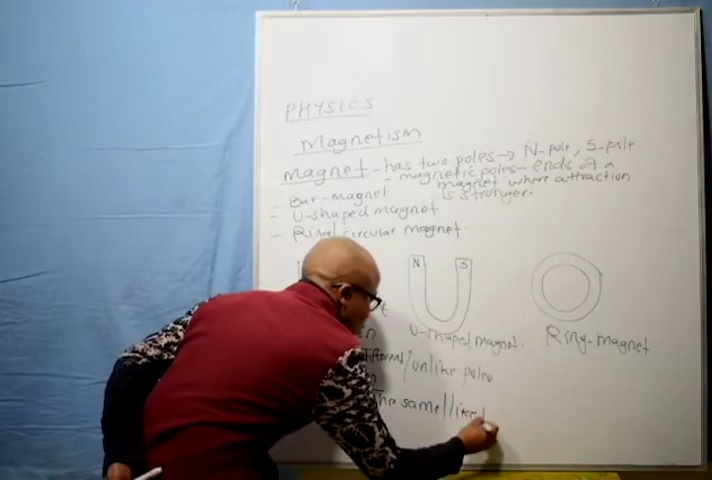 PHYSICS
Magnetism
Magnet - has two poles → N-pole, S-pole
- magnetic poles - ends of a
magnet where attraction
is stronger.
- Bar-magnet
- U-shaped magnet
- Ring/circular magnet
N S
U-shaped magnet. Ring-magnet
different/unlike poles
The same/like